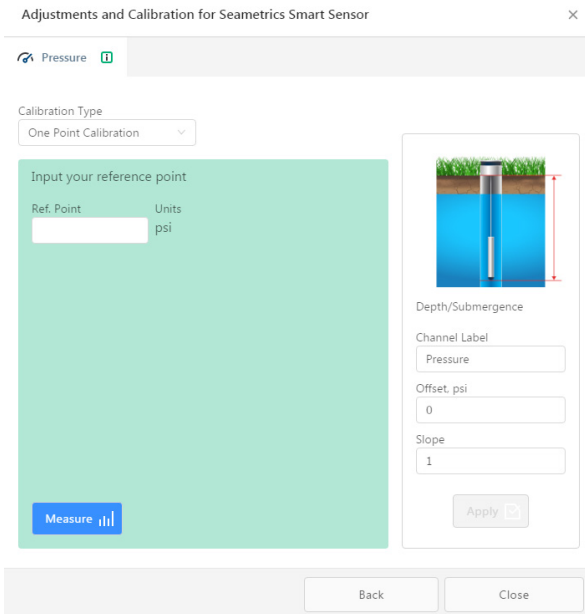 Adjustments and Calibration for Seametrics Smart Sensor
Pressure
Calibration Type
One Point Calibration
Input your reference point
Ref. Point Units
psi
Measure
Depth/Submergence
Channel Label
Pressure
Offset, psi
0
Slope
1
Apply
Back Close